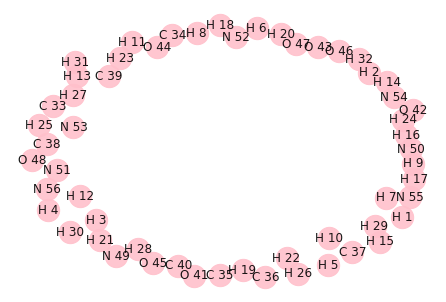 H 18
H 6
H 8
C 34
N 52
H 20
H 11
O 44
O 47
O 43
O 46
H 23
H 32
H 31
H 13
C 39
H 2
H 14
H 27
N 54
C 33
O 42
H 24
H 25
N 53
H 16
C 38
N 50
O 48
H 9
N 51
H 17
N 56
H 12
H 7
N 55
H 4
H 3
H 1
H 30
H 29
H 21
H 10
H 15
H 28
C 37
N 49
O 45
H 22
C 40
H 5
H 19
O 41
C 35
C 36
H 26